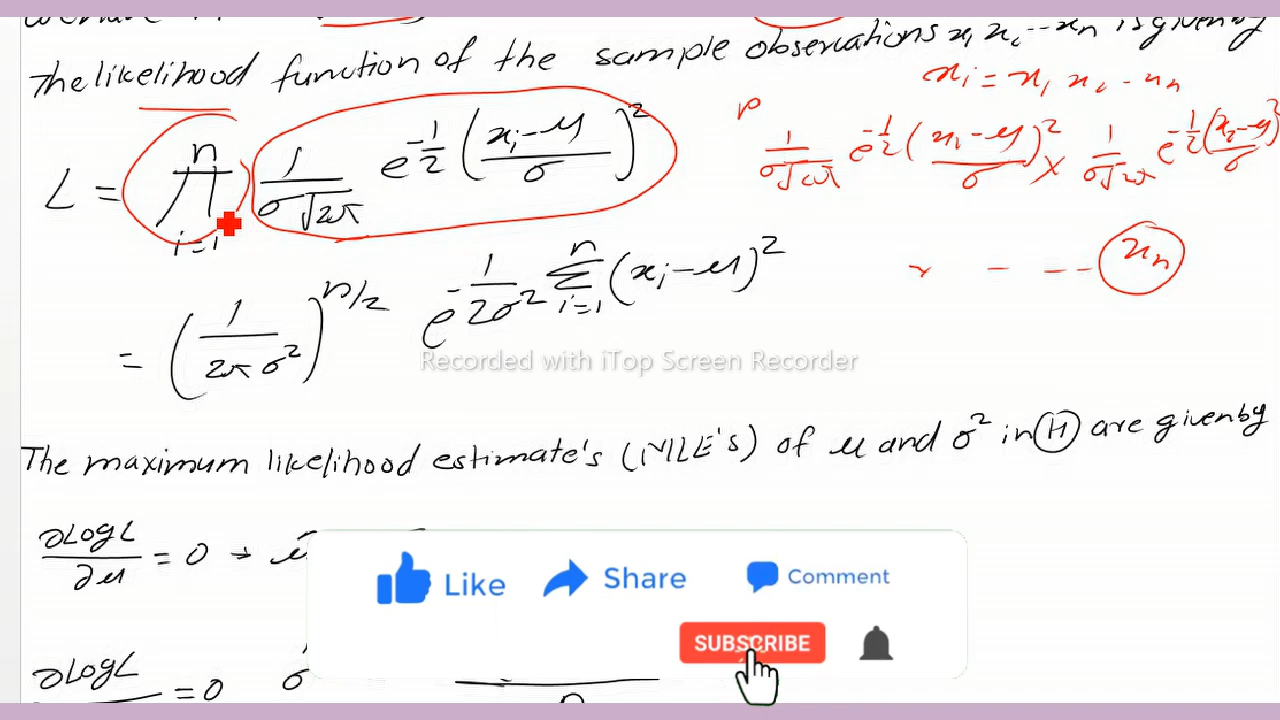 The likelihood function of the sample observations x₁ x₂ --- xₙ is given by
xᵢ = x₁ x₂ - xₙ
L = ∏ᵢ₌₁ⁿ 1/(σ√2π) e^(-1/2 ((xᵢ-μ)/σ)²)
1/(σ√2π) e^(-1/2 ((x₁-μ)/σ)²) × 1/(σ√2π) e^(-1/2 ((x₂-μ)/σ)
- - -- xₙ
= (1/(2πσ²))^(n/2) e^(-1/(2σ²) Σᵢ₌₁ⁿ (xᵢ-μ)²)
Recorded with iTop Screen Recorder
The maximum likelihood estimate's (MLE's) of μ and σ² in Ⓗ are given by
∂LogL/∂μ = 0 →
Like Share Comment
SUBSCRIBE
∂LogL = 0 σ
n